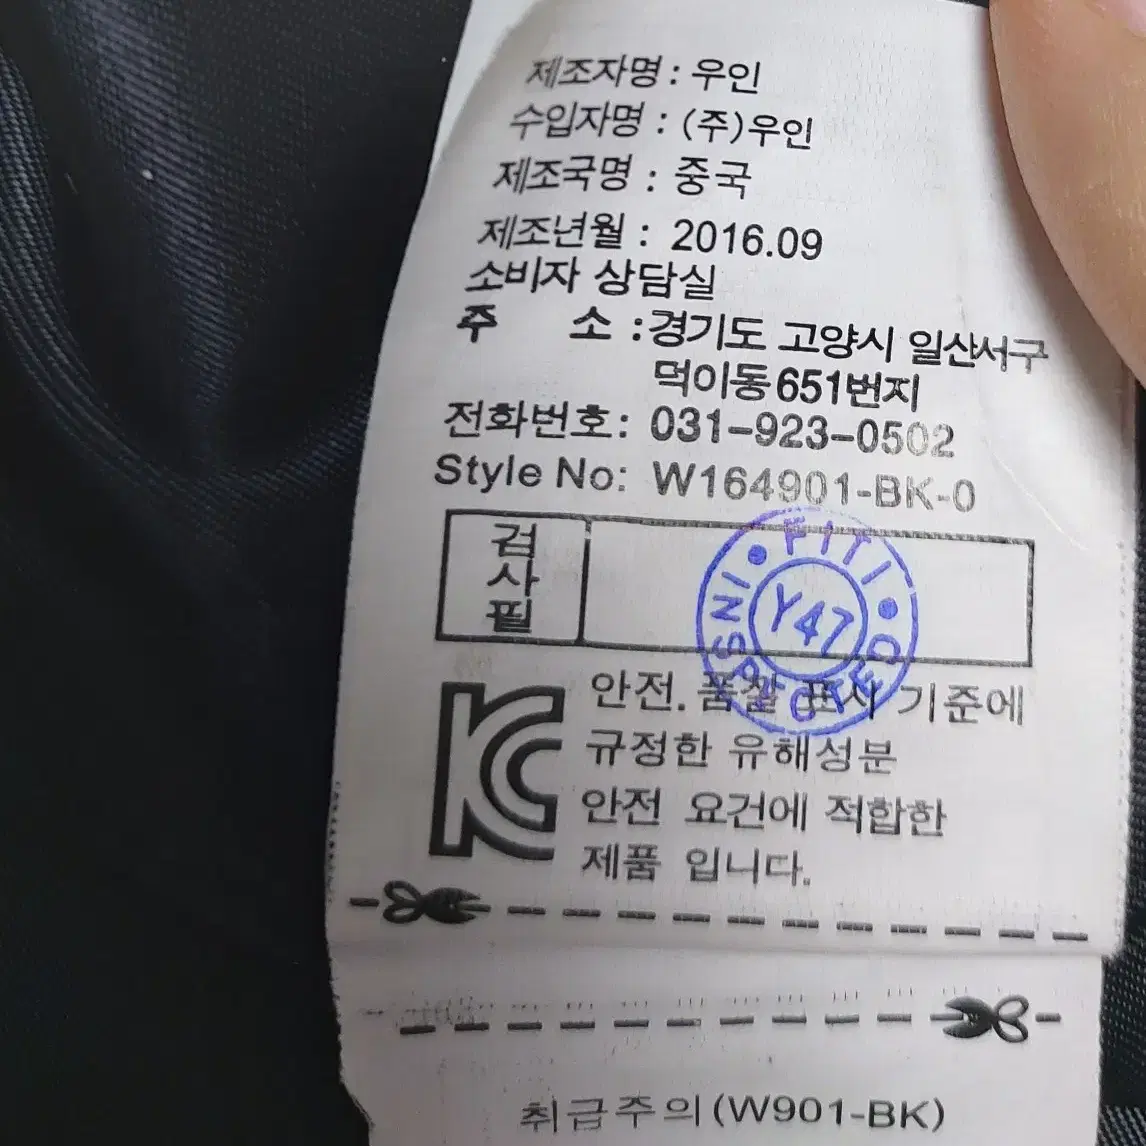 제조자명 : 우인
수입자명 : (주)우인
제조국명 : 중국
제조년월 : 2016.09
소비자 상담실
주 소 : 경기도 고양시 일산서구
덕이동651번지
전화번호: 031-923-0502
Style No: W164901-BK-0
검사필
FITI INSPECTED
Y47
안전. 품질 표시 기준에
규정한 유해성분
안전 요건에 적합한
제품 입니다.
취급주의(W901-BK)